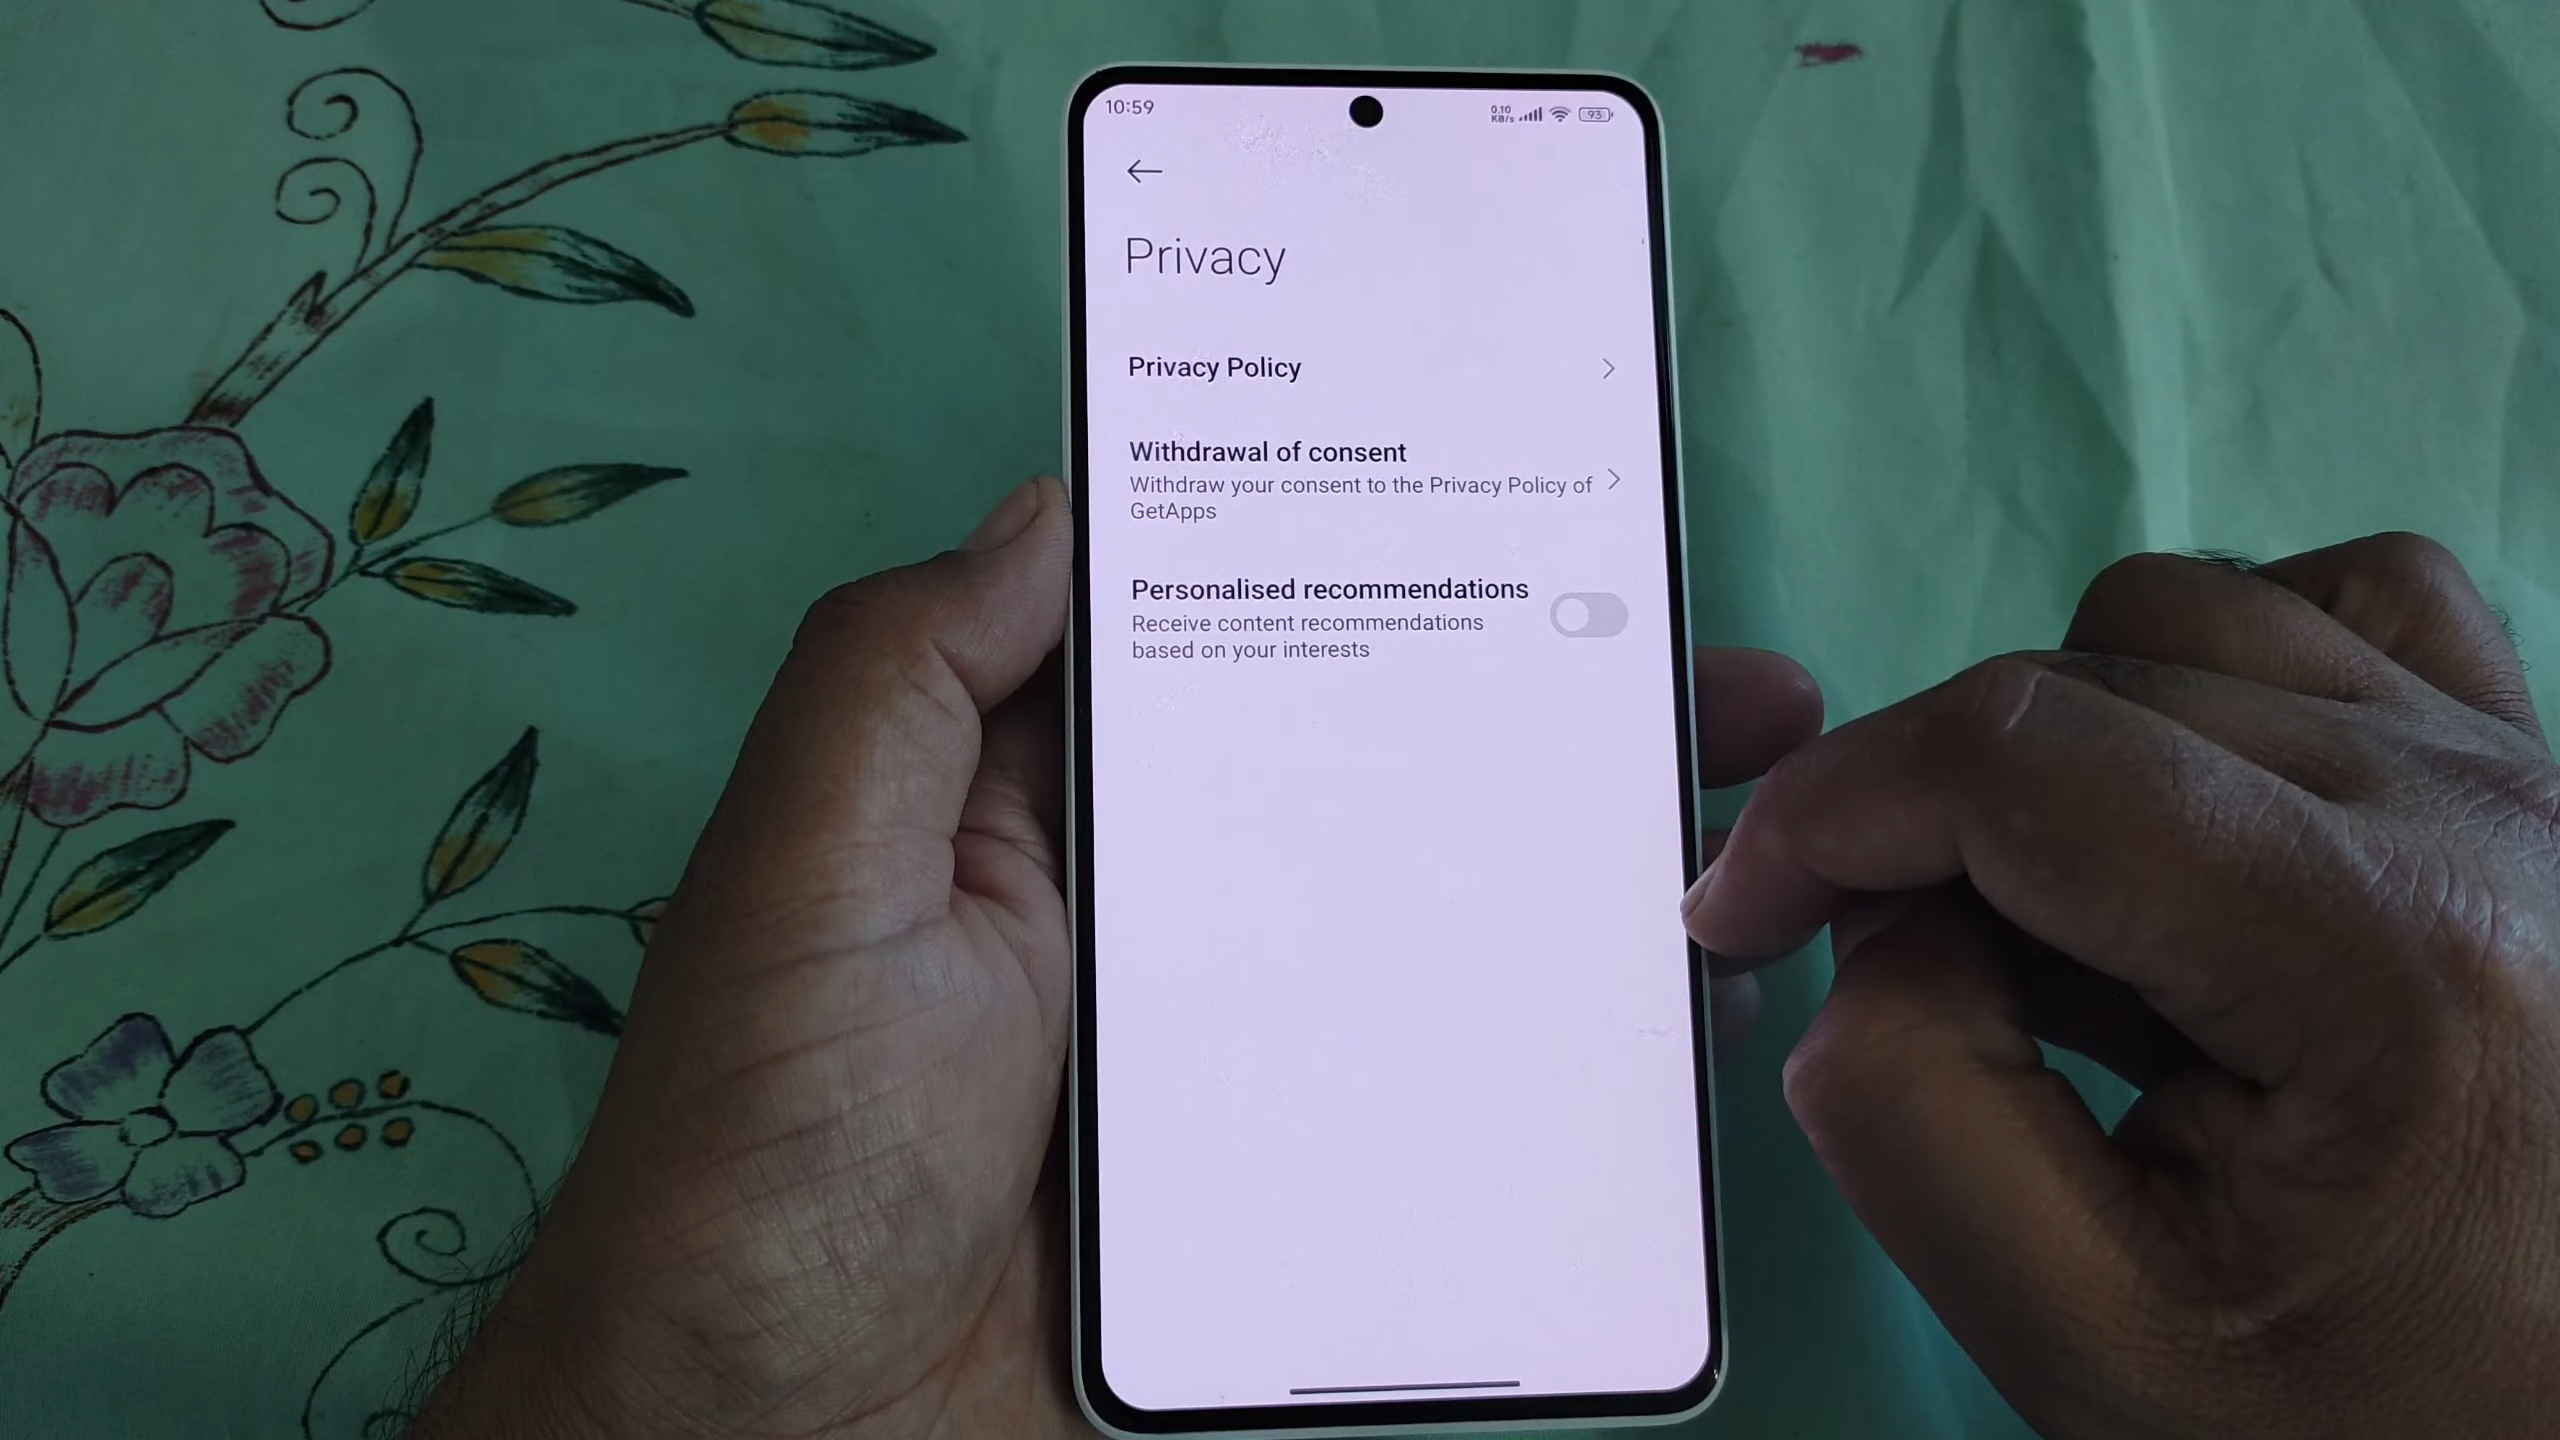 10:59
0.10
KB/s
93
Privacy
Privacy Policy
Withdrawal of consent
Withdraw your consent to the Privacy Policy of
GetApps
Personalised recommendations
Receive content recommendations
based on your interests